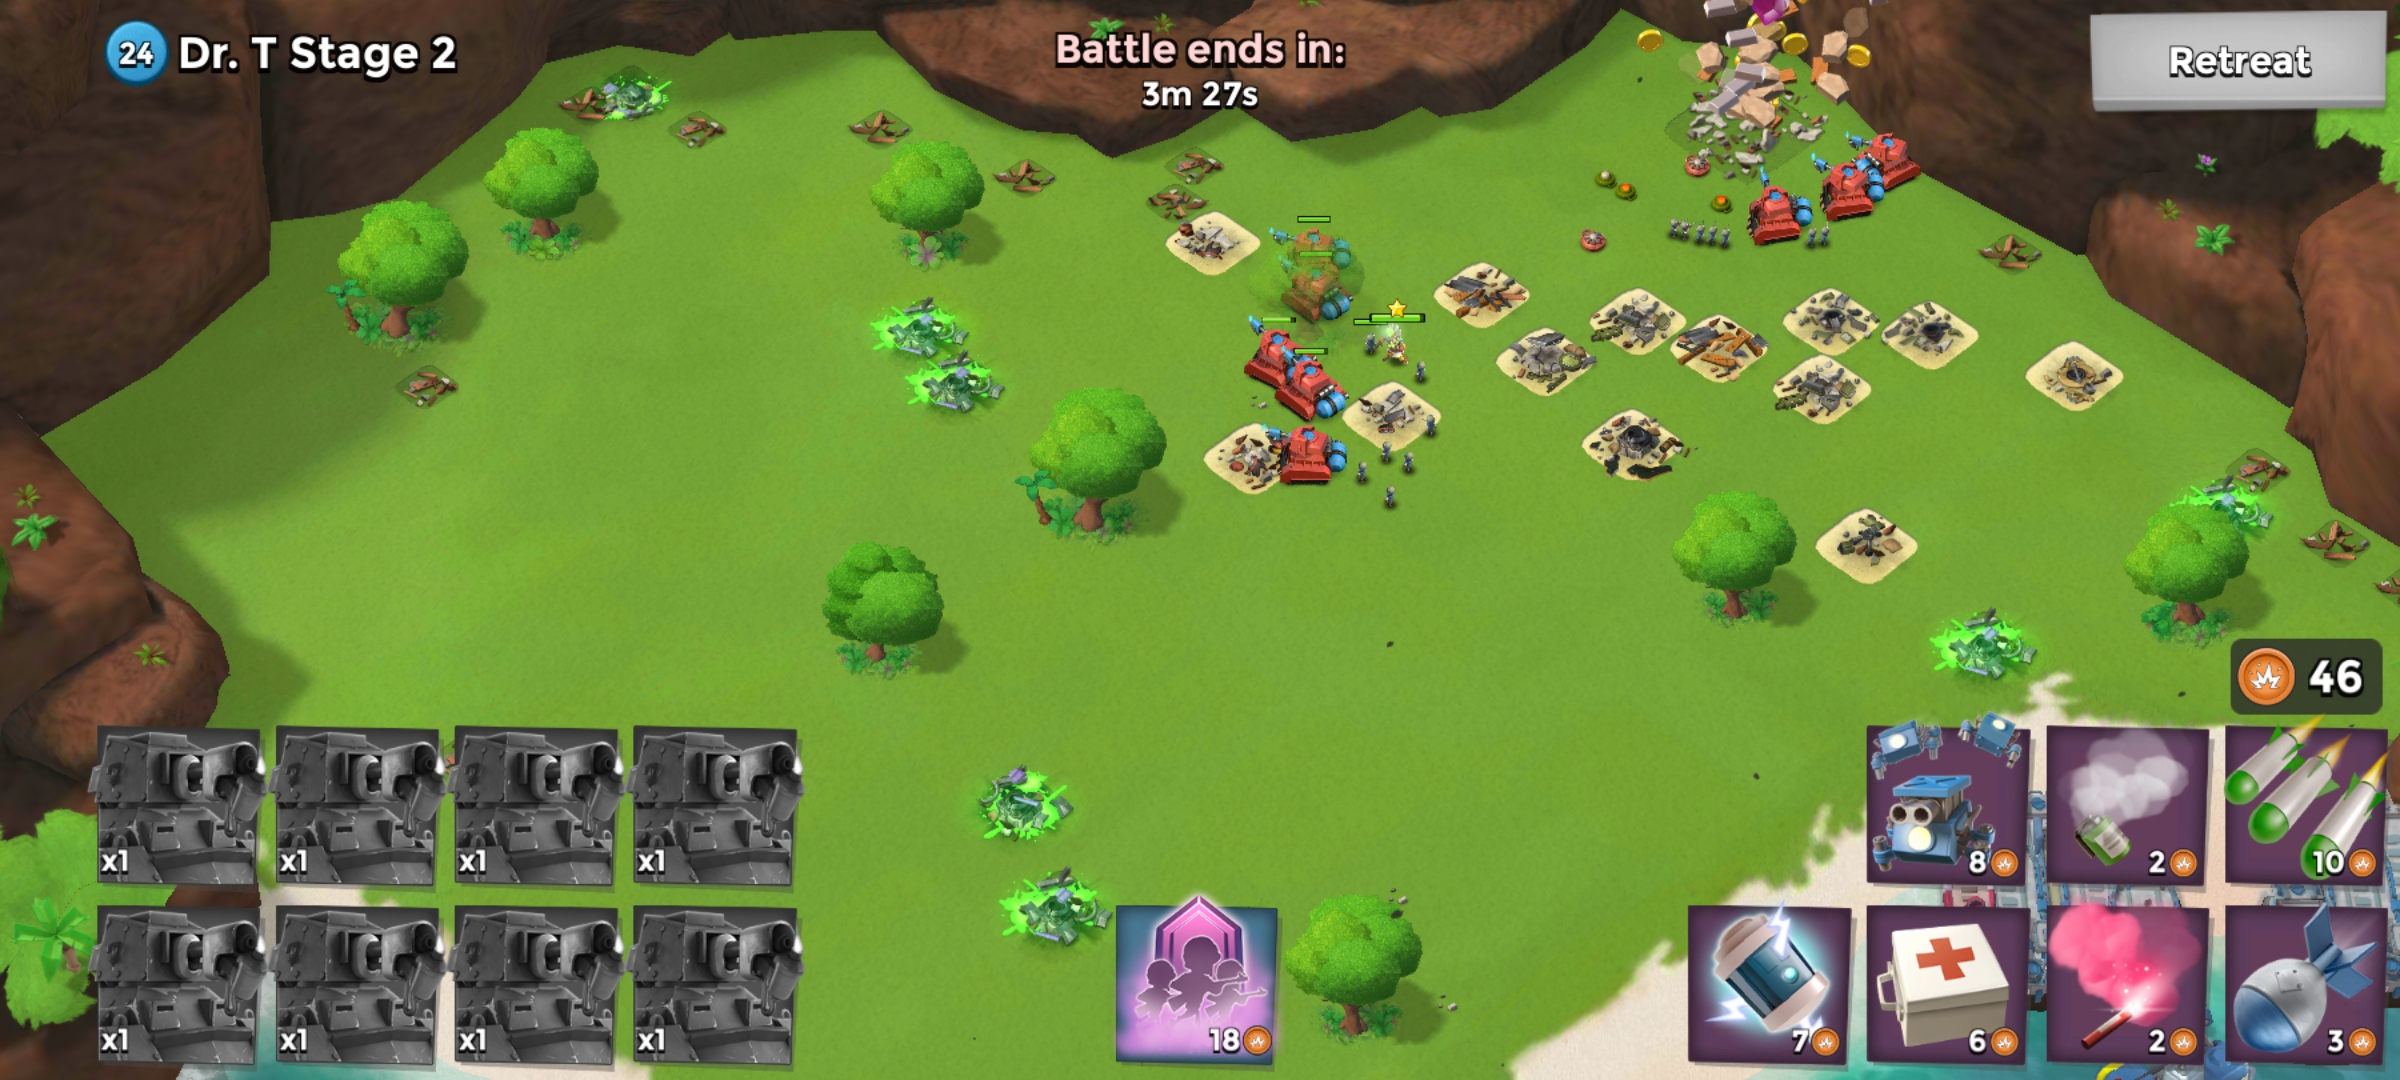 24 Dr. T Stage 2
Battle ends in:
3m 27s
Retreat
46
x1 x1 x1 x1
8 2 10
x1 x1 x1 x1
18
7 6 2 3